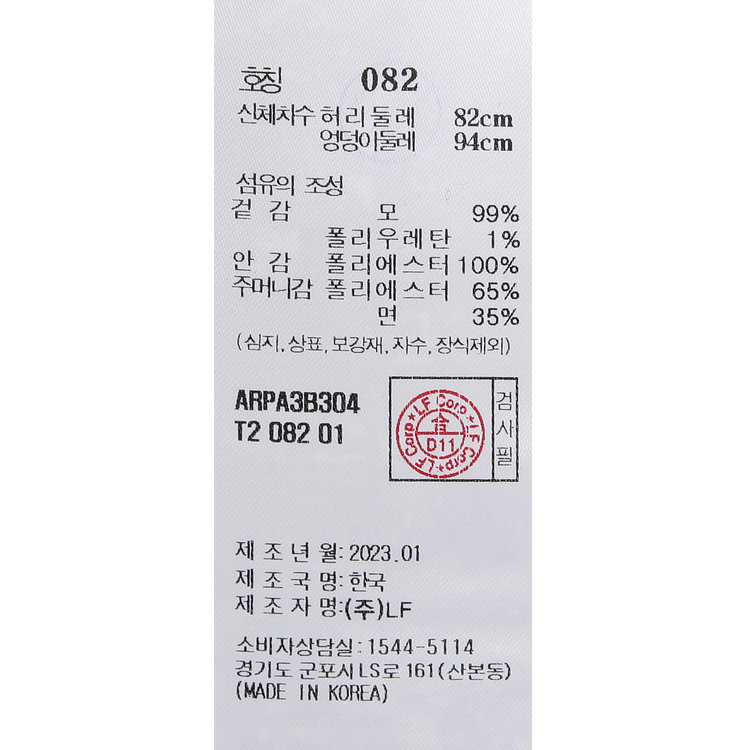 호칭 082
신체치수 허리둘레 82cm
엉덩이둘레 94cm
섬유의 조성
겉감 모 99%
폴리우레탄 1%
안감 폴리에스터 100%
주머니감 폴리에스터 65%
면 35%
(심지,상표,보강재,자수,장식제외)
ARPA3B304
T2 082 01
LF Corp★LF Corp★LF Corp★
合
D11
검사필
제조년월:2023.01
제조국명:한국
제조자명:(주)LF
소비자상담실:1544-5114
경기도 군포시 LS로 161(산본동)
(MADE IN KOREA)